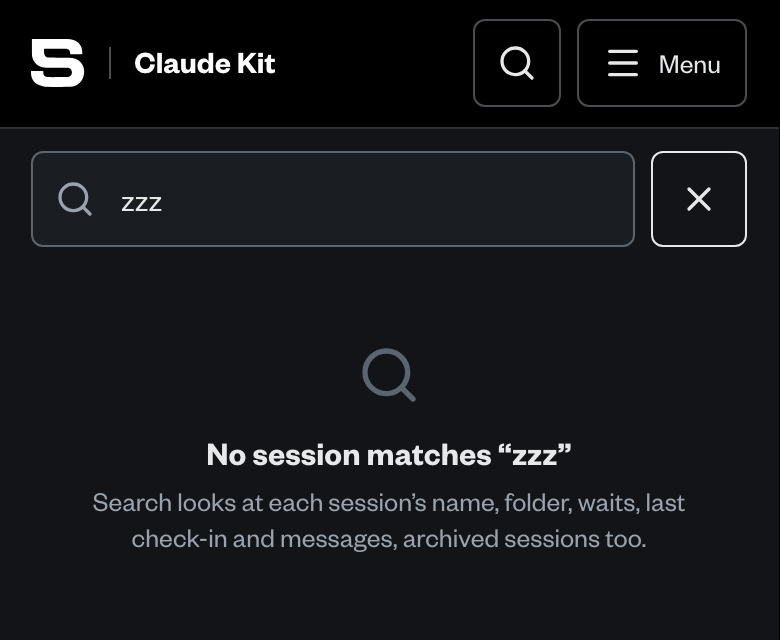 S
Claude Kit
Menu
zzz
No session matches “zzz”
Search looks at each session’s name, folder, waits, last
check-in and messages, archived sessions too.